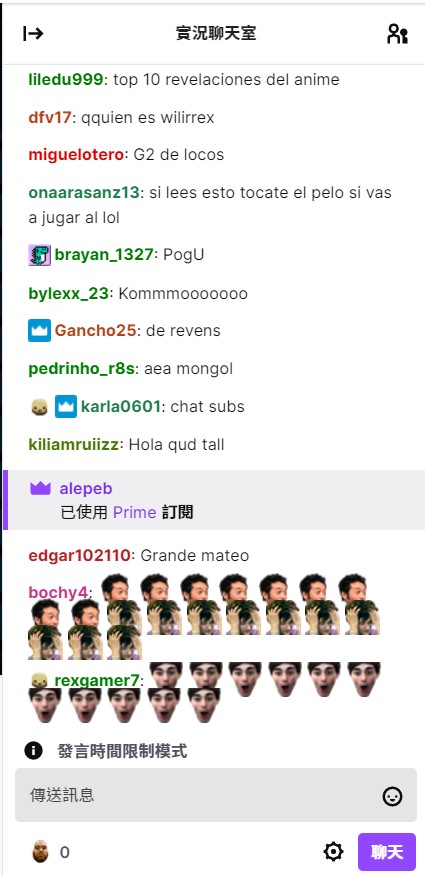 實況聊天室
liledu999: top 10 revelaciones del anime
dfv17: qquien es wilirrex
miguelotero: G2 de locos
onaarasanz13: si lees esto tocate el pelo si vas
a jugar al lol
brayan_1327: PogU
bylexx_23: Kommmooooooo
Gancho25: de revens
pedrinho_r8s: aea mongol
karla0601: chat subs
kiliamruiizz: Hola qud tall
alepeb
已使用 Prime 訂閱
edgar102110: Grande mateo
bochy4:
rexgamer7:
發言時間限制模式
傳送訊息
0
聊天